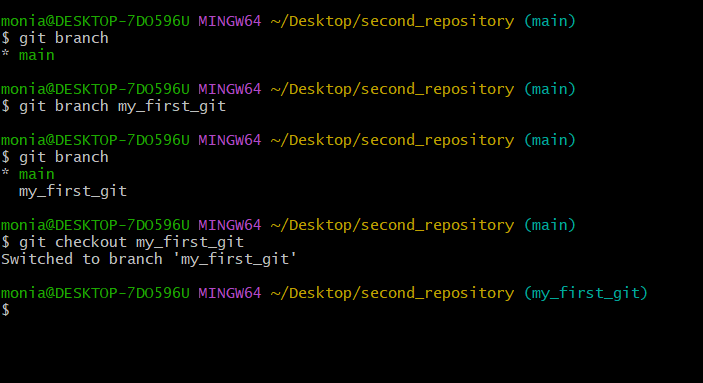 monia@DESKTOP-7DO596U MINGW64 ~/Desktop/second_repository (main)
$ git branch
* main
monia@DESKTOP-7DO596U MINGW64 ~/Desktop/second_repository (main)
$ git branch my_first_git
monia@DESKTOP-7DO596U MINGW64 ~/Desktop/second_repository (main)
$ git branch
* main
  my_first_git
monia@DESKTOP-7DO596U MINGW64 ~/Desktop/second_repository (main)
$ git checkout my_first_git
Switched to branch 'my_first_git'
monia@DESKTOP-7DO596U MINGW64 ~/Desktop/second_repository (my_first_git)
$